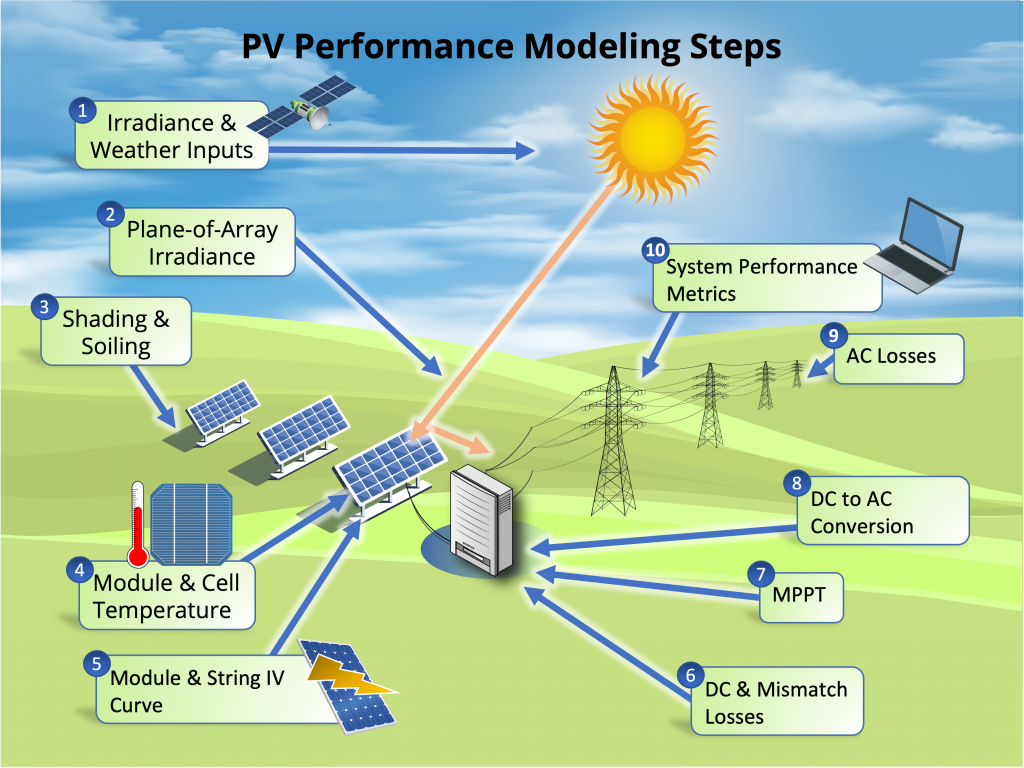 PV Performance Modeling Steps
1
Irradiance &
Weather Inputs
2
Plane-of-Array
Irradiance
3
Shading &
Soiling
4
Module & Cell
Temperature
5
Module & String IV
Curve
6
DC & Mismatch
Losses
7
MPPT
8
DC to AC
Conversion
9
AC Losses
10
System Performance
Metrics